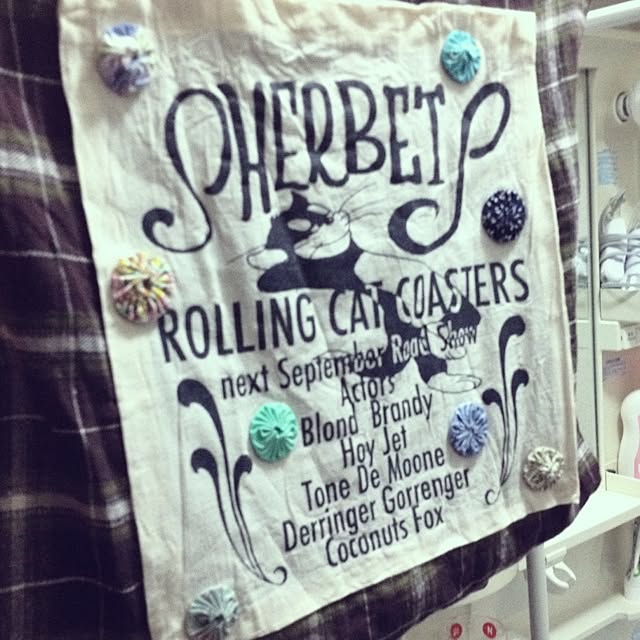 SHERBETS
ROLLING CAT COASTERS
next September Road Show
Actors
Blond Brandy
Hoy Jet
Tone De Moone
Derringer Gorrenger
Coconuts Fox
N